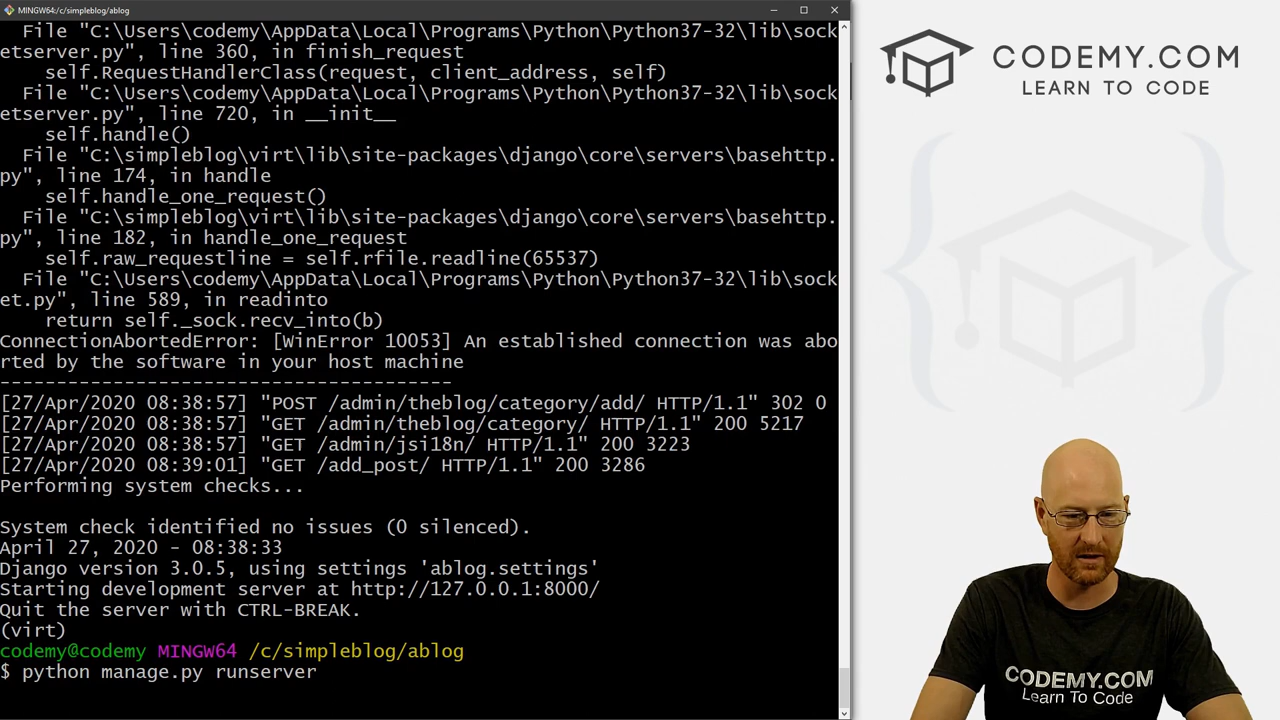 MINGW64:/c/simpleblog/ablog
File "C:\Users\codemy\AppData\Local\Programs\Python\Python37-32\lib\sock
etserver.py", line 360, in finish_request
self.RequestHandlerClass(request, client_address, self)
File "C:\Users\codemy\AppData\Local\Programs\Python\Python37-32\lib\sock
etserver.py", line 720, in __init__
self.handle()
File "C:\simpleblog\virt\lib\site-packages\django\core\servers\basehttp.
py", line 174, in handle
self.handle_one_request()
File "C:\simpleblog\virt\lib\site-packages\django\core\servers\basehttp.
py", line 182, in handle_one_request
self.raw_requestline = self.rfile.readline(65537)
File "C:\Users\codemy\AppData\Local\Programs\Python\Python37-32\lib\sock
et.py", line 589, in readinto
return self._sock.recv_into(b)
ConnectionAbortedError: [WinError 10053] An established connection was abo
rted by the software in your host machine
----------------------------------------
[27/Apr/2020 08:38:57] "POST /admin/theblog/category/add/ HTTP/1.1" 302 0
[27/Apr/2020 08:38:57] "GET /admin/theblog/category/ HTTP/1.1" 200 5217
[27/Apr/2020 08:38:57] "GET /admin/jsi18n/ HTTP/1.1" 200 3223
[27/Apr/2020 08:39:01] "GET /add_post/ HTTP/1.1" 200 3286
Performing system checks...
System check identified no issues (0 silenced).
April 27, 2020 - 08:38:33
Django version 3.0.5, using settings 'ablog.settings'
Starting development server at http://127.0.0.1:8000/
Quit the server with CTRL-BREAK.
(virt)
codemy@codemy MINGW64 /c/simpleblog/ablog
$ python manage.py runserver
CODEMY.COM
LEARN TO CODE
CODEMY.COM
Learn To Code